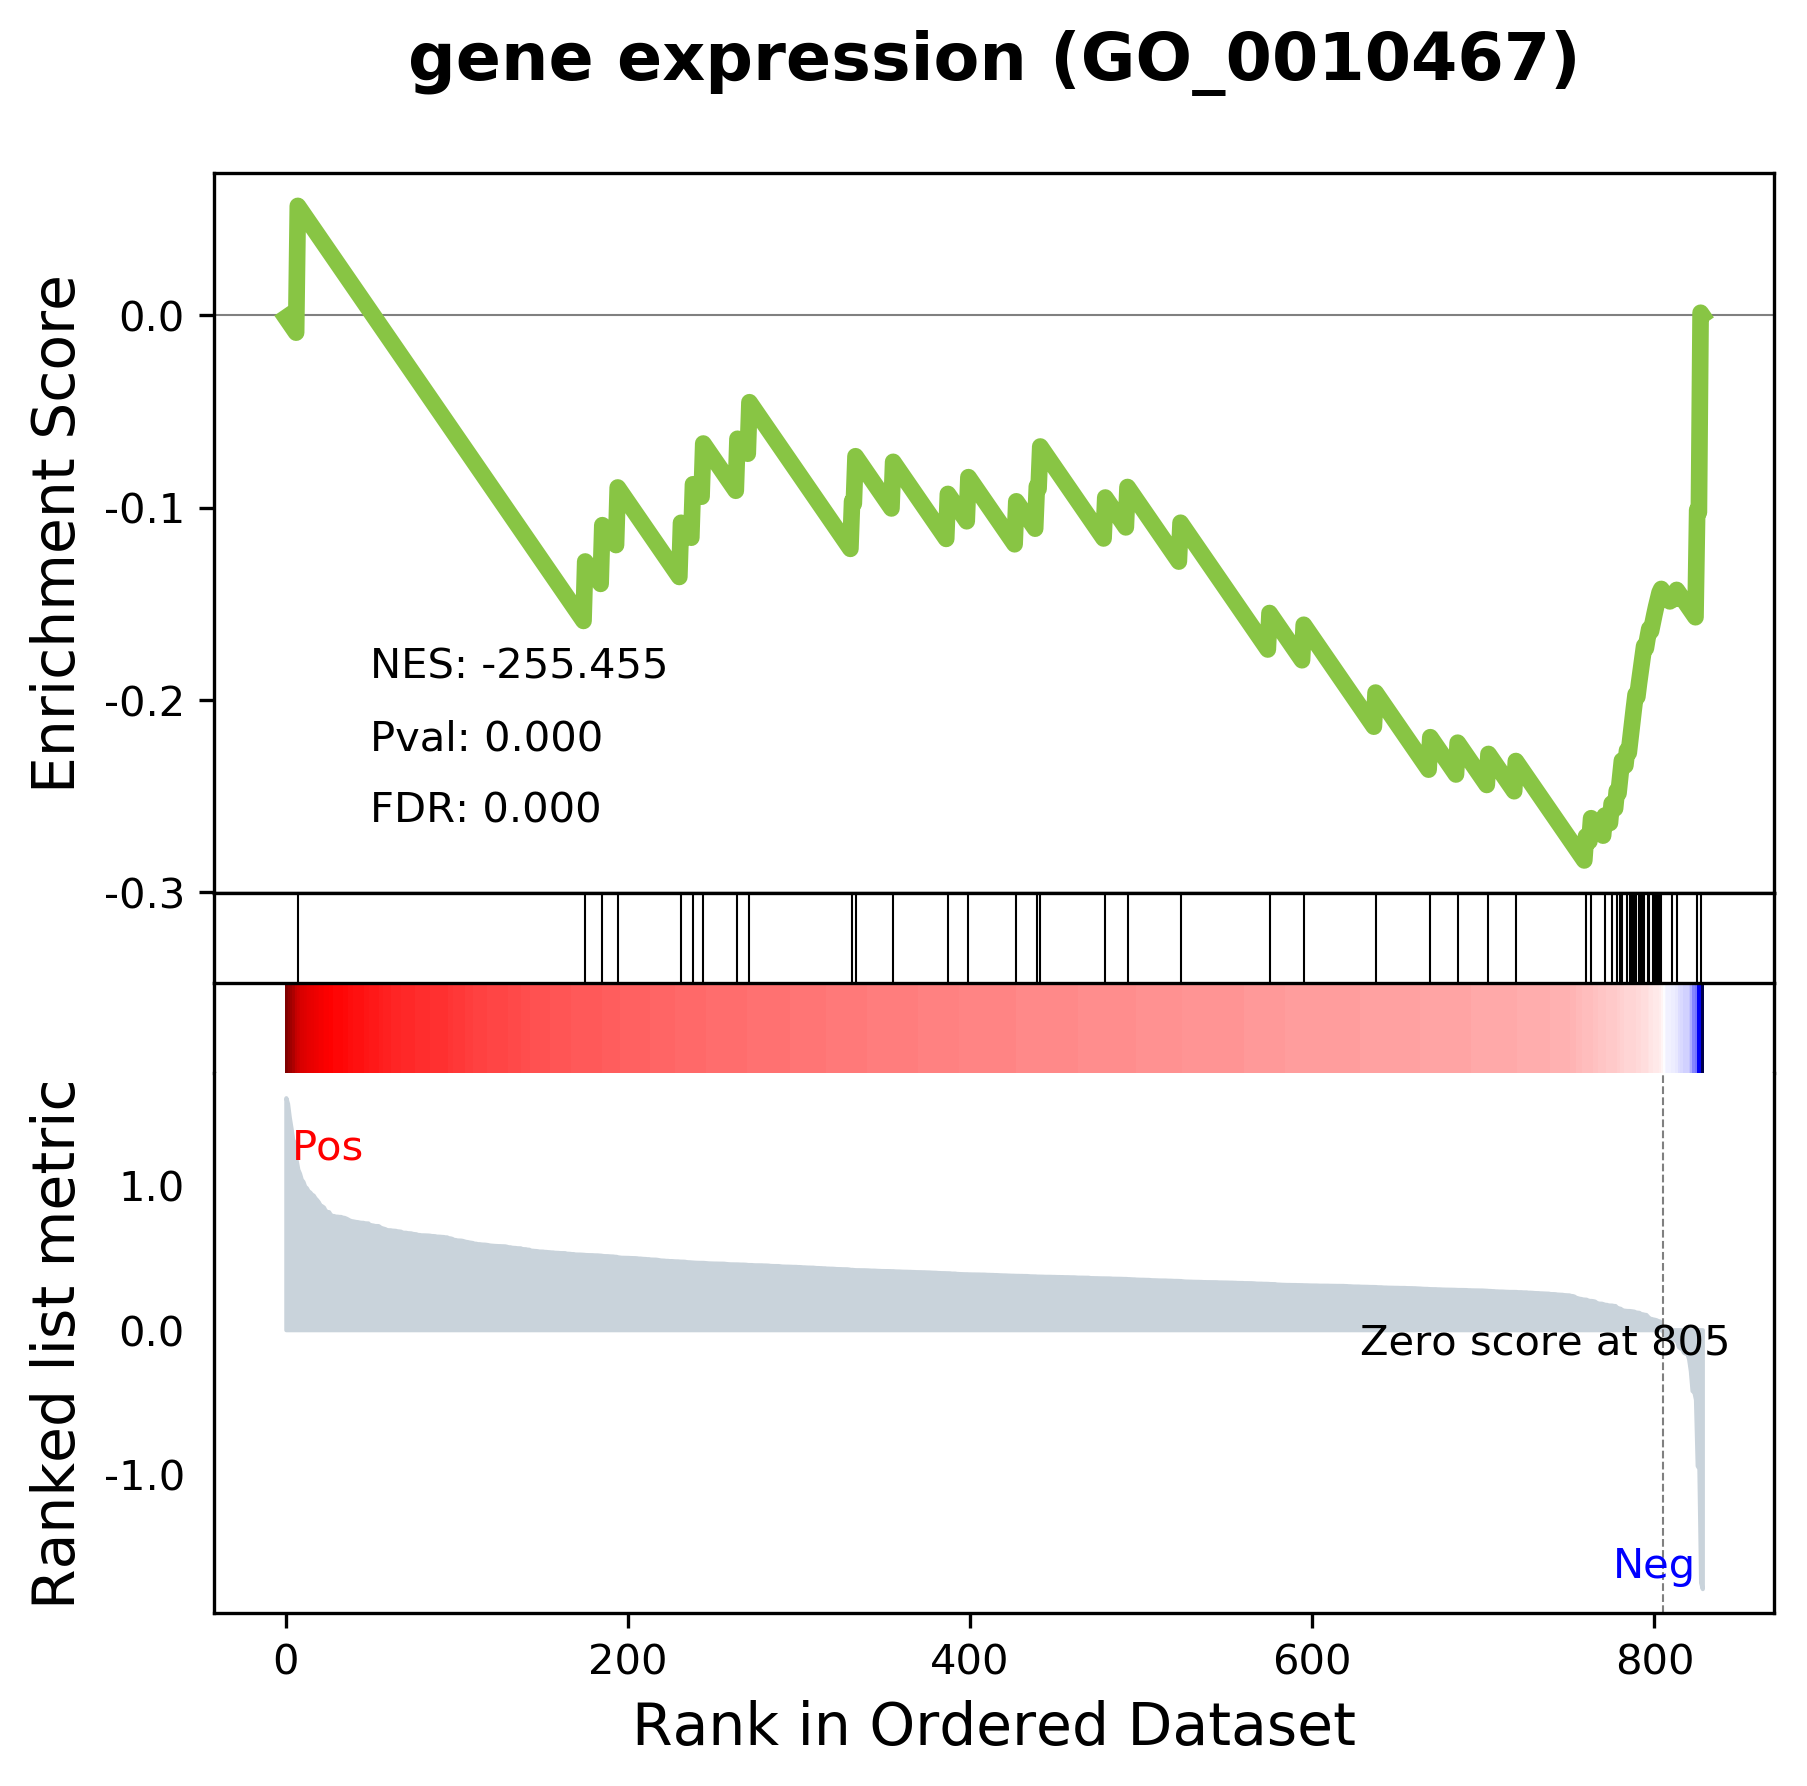 gene expression (GO_0010467)
Enrichment Score
0.0
-0.1
-0.2
-0.3
NES: -255.455
Pval: 0.000
FDR: 0.000
Ranked list metric
1.0
0.0
-1.0
Pos
Zero score at 805
Neg
0 200 400 600 800
Rank in Ordered Dataset